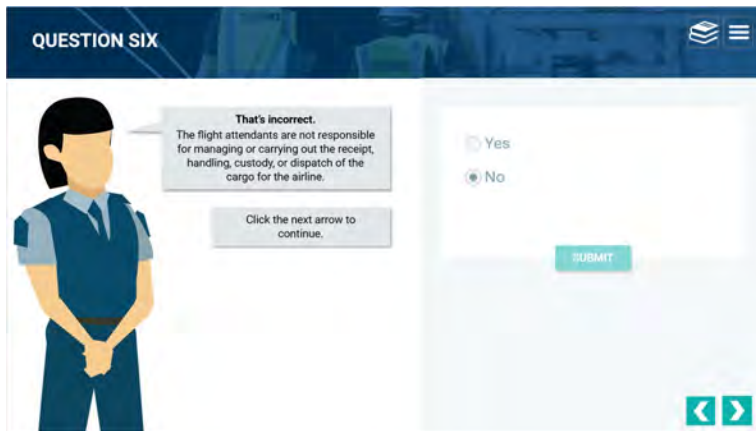 QUESTION SIX
That's incorrect.
The flight attendants are not responsible
for managing or carrying out the receipt,
handling, custody, or dispatch of the
cargo for the airline.
Click the next arrow to
continue.
Yes
No
SUBMIT